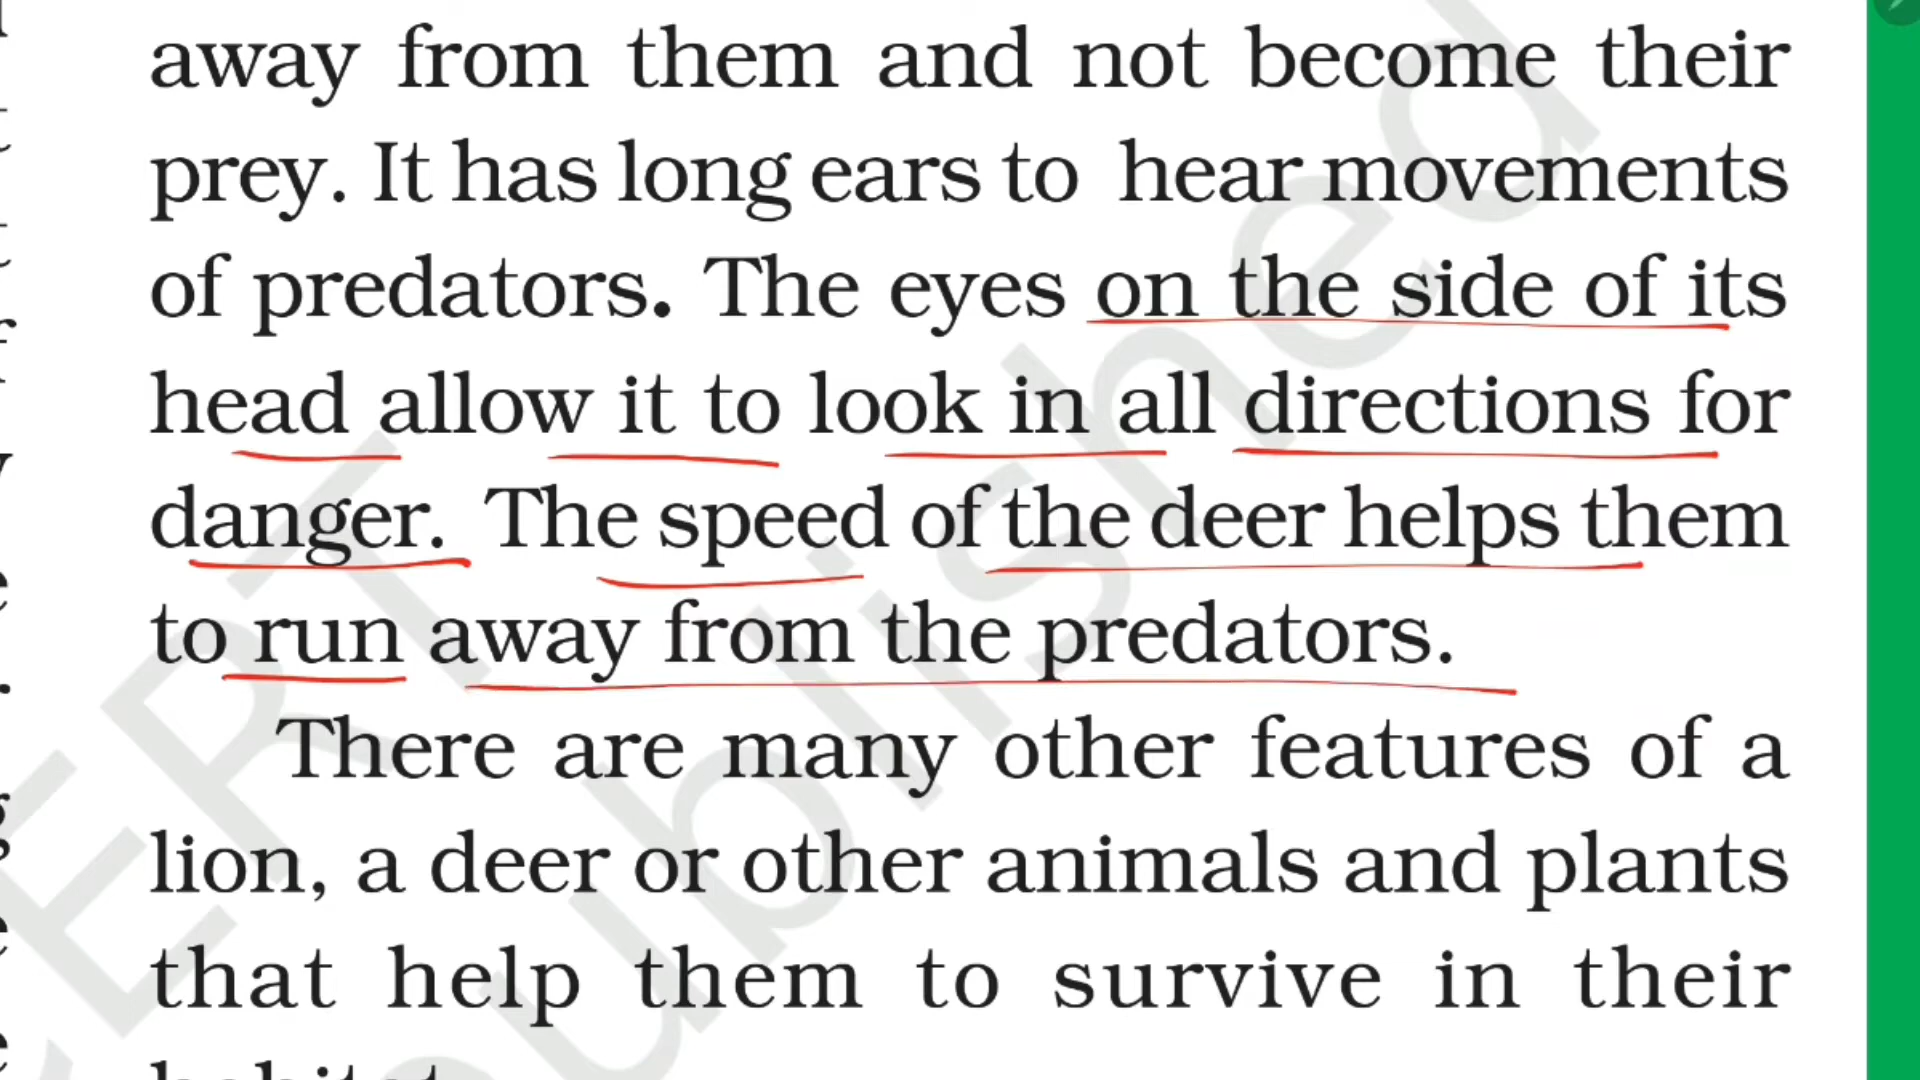 away from them and not become their
prey. It has long ears to hear movements
of predators. The eyes on the side of its
head allow it to look in all directions for
danger. The speed of the deer helps them
to run away from the predators.
There are many other features of a
lion, a deer or other animals and plants
that help them to survive in their